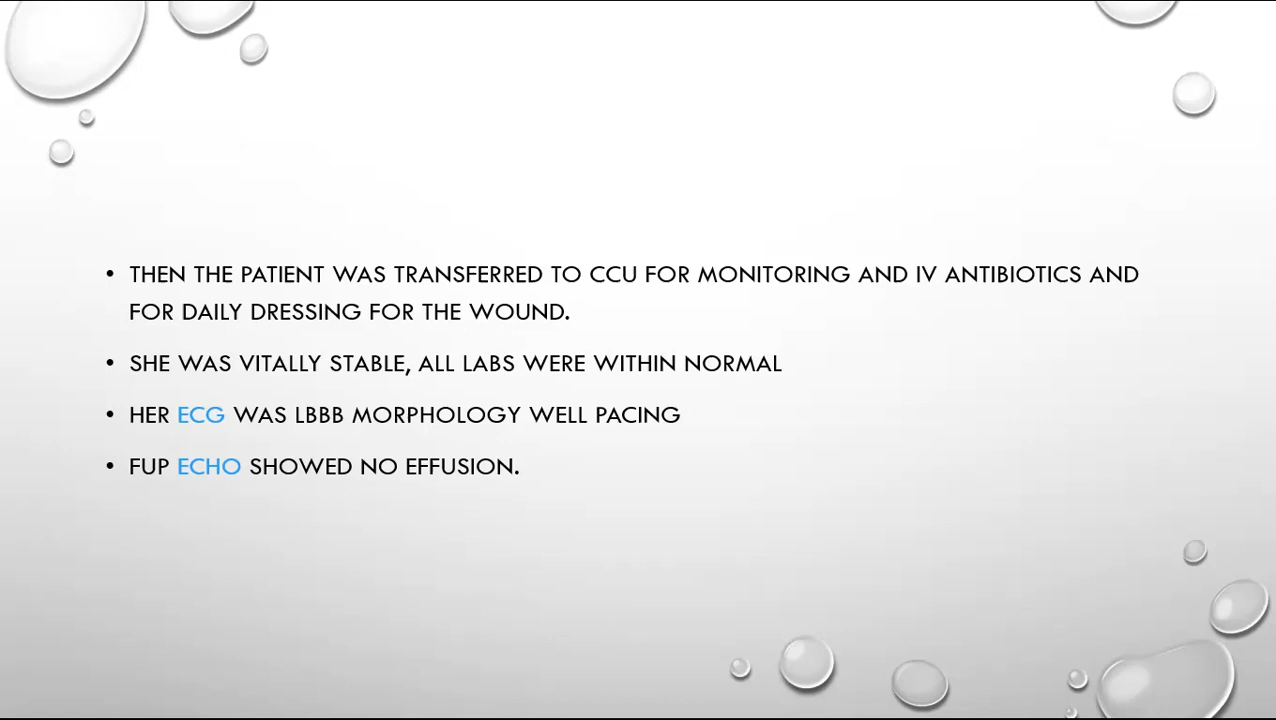 • THEN THE PATIENT WAS TRANSFERRED TO CCU FOR MONITORING AND IV ANTIBIOTICS AND
FOR DAILY DRESSING FOR THE WOUND.
• SHE WAS VITALLY STABLE, ALL LABS WERE WITHIN NORMAL
• HER ECG WAS LBBB MORPHOLOGY WELL PACING
• FUP ECHO SHOWED NO EFFUSION.